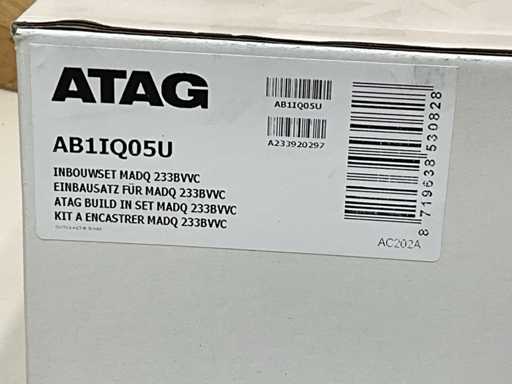 ATAG
AB1IQ05U
AB1IQ05U
A233920297
INBOUWSET MADQ 233BVVC
EINBAUSATZ FÜR MADQ 233BVVC
ATAG BUILD IN SET MADQ 233BVVC
KIT A ENCASTRER MADQ 233BVVC
8 719638 530828
AC202A